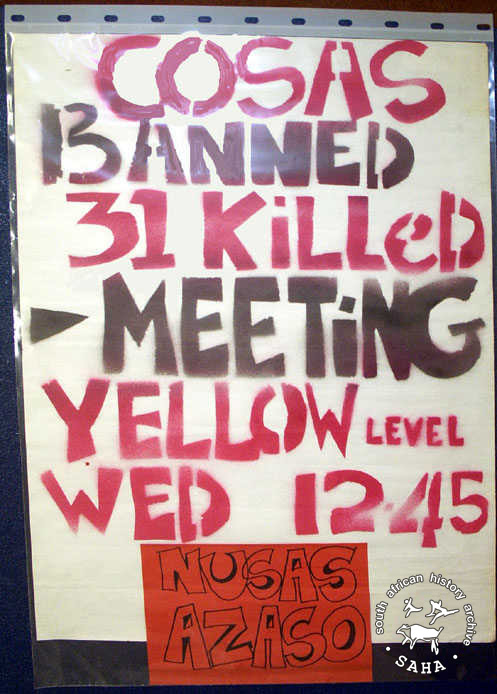 COSAS
BANNED
31 KiLLeD
MEETiNG
YELLOW LEVEL
WED 12.45
NUSAS
AZASO
south african history archive
• SAHA •